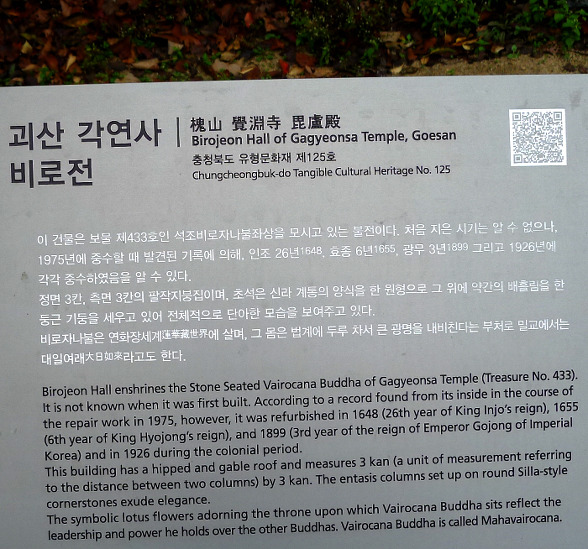 괴산 각연사
비로전
槐山 覺淵寺 毘盧殿
Birojeon Hall of Gagyeonsa Temple, Goesan
충청북도 유형문화재 제125호
Chungcheongbuk-do Tangible Cultural Heritage No. 125
이 건물은 보물 제433호인 석조비로자나불좌상을 모시고 있는 불전이다. 처음 지은 시기는 알 수 없으나,
1975년에 중수할 때 발견된 기록에 의해, 인조 26년1648, 효종 6년1655, 광무 3년1899 그리고 1926년에
각각 중수하였음을 알 수 있다.
정면 3칸, 측면 3칸의 팔작지붕집이며, 초석은 신라 계통의 양식을 한 원형으로 그 위에 약간의 배흘림을 한
둥근 기둥을 세우고 있어 전체적으로 단아한 모습을 보여주고 있다.
비로자나불은 연화장세계蓮華藏世界에 살며, 그 몸은 법계에 두루 차서 큰 광명을 내비친다는 부처로 밀교에서는
대일여래大日如來라고도 한다.
Birojeon Hall enshrines the Stone Seated Vairocana Buddha of Gagyeonsa Temple (Treasure No. 433).
It is not known when it was first built. According to a record found from its inside in the course of
the repair work in 1975, however, it was refurbished in 1648 (26th year of King Injo's reign), 1655
(6th year of King Hyojong's reign), and 1899 (3rd year of the reign of Emperor Gojong of Imperial
Korea) and in 1926 during the colonial period.
This building has a hipped and gable roof and measures 3 kan (a unit of measurement referring
to the distance between two columns) by 3 kan. The entasis columns set up on round Silla-style
cornerstones exude elegance.
The symbolic lotus flowers adorning the throne upon which Vairocana Buddha sits reflect the
leadership and power he holds over the other Buddhas. Vairocana Buddha is called Mahavairocana.